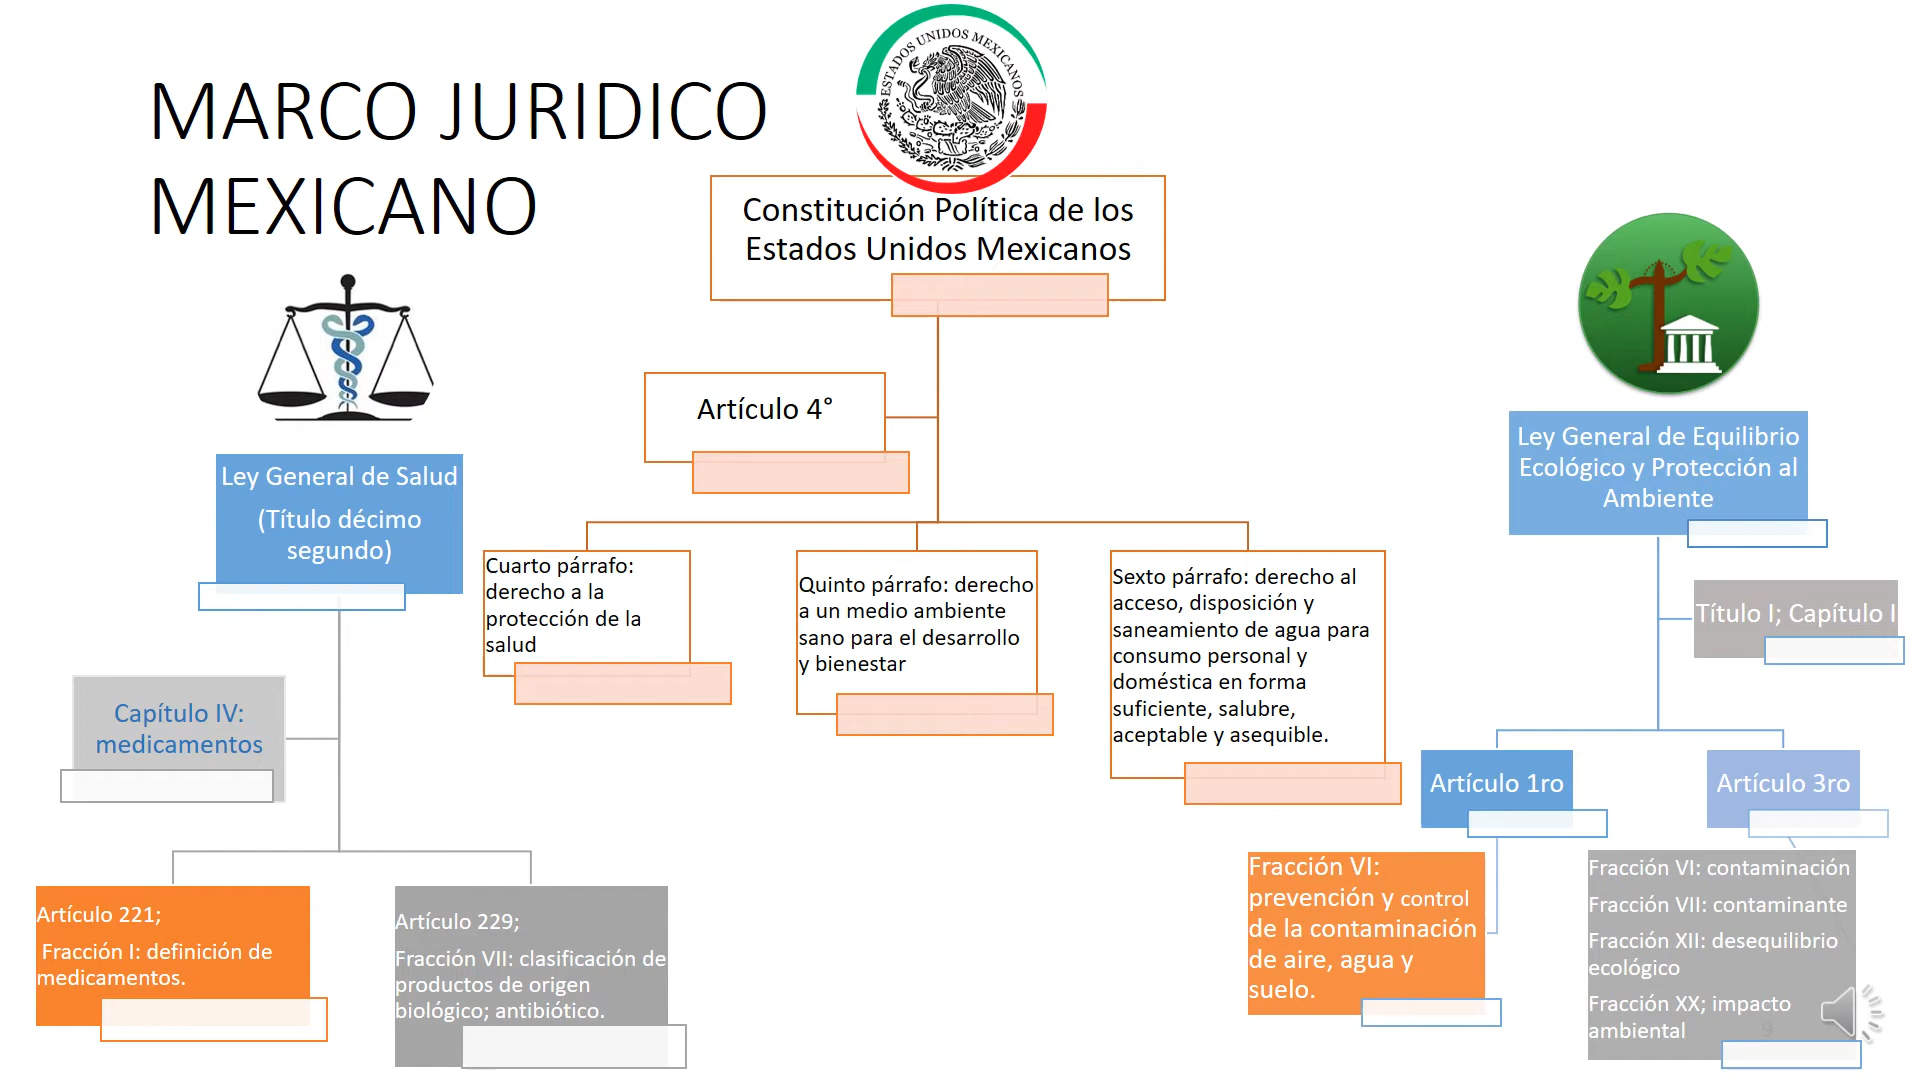 MARCO JURIDICO
MEXICANO
ESTADOS UNIDOS MEXICANOS
Constitución Política de los
Estados Unidos Mexicanos
Artículo 4°
Cuarto párrafo:
derecho a la
protección de la
salud
Quinto párrafo: derecho
a un medio ambiente
sano para el desarrollo
y bienestar
Sexto párrafo: derecho al
acceso, disposición y
saneamiento de agua para
consumo personal y
doméstica en forma
suficiente, salubre,
aceptable y asequible.
Ley General de Salud
(Título décimo
segundo)
Capítulo IV:
medicamentos
Artículo 221;
Fracción I: definición de
medicamentos.
Artículo 229;
Fracción VII: clasificación de
productos de origen
biológico; antibiótico.
Ley General de Equilibrio
Ecológico y Protección al
Ambiente
Título I; Capítulo I
Artículo 1ro
Artículo 3ro
Fracción VI:
prevención y control
de la contaminación
de aire, agua y
suelo.
Fracción VI: contaminación
Fracción VII: contaminante
Fracción XII: desequilibrio
ecológico
Fracción XX; impacto
ambiental
9